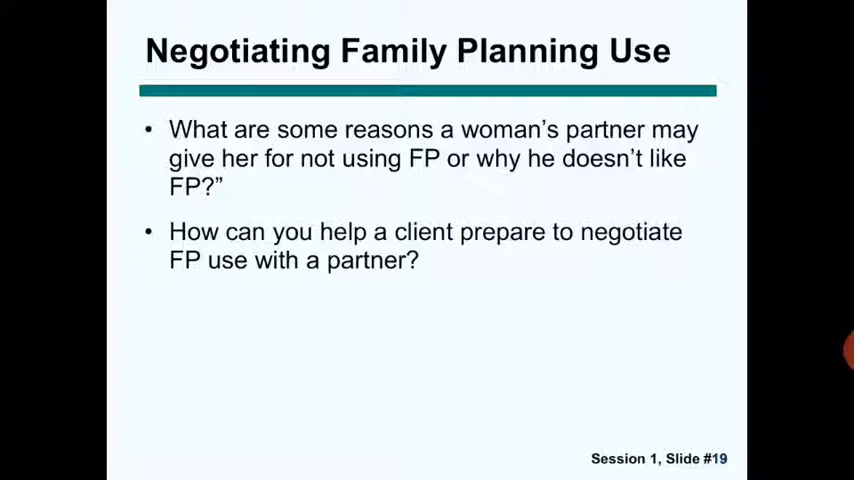 Negotiating Family Planning Use
• What are some reasons a woman's partner may
give her for not using FP or why he doesn't like
FP?"
• How can you help a client prepare to negotiate
FP use with a partner?
Session 1, Slide #19